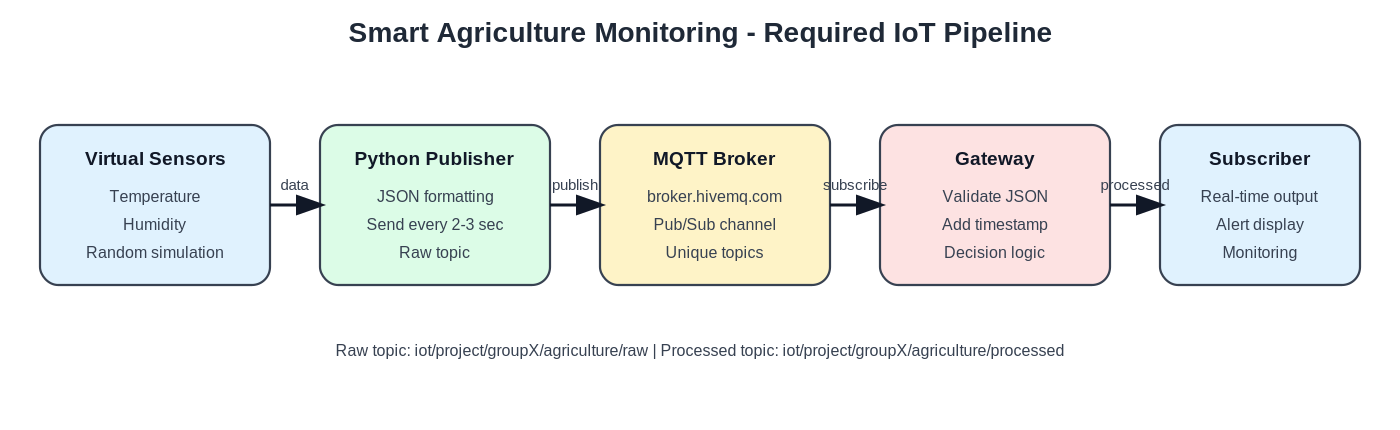 Smart Agriculture Monitoring - Required IoT Pipeline
Virtual Sensors
Temperature
Humidity
Random simulation
data
Python Publisher
JSON formatting
Send every 2-3 sec
Raw topic
publish
MQTT Broker
broker.hivemq.com
Pub/Sub channel
Unique topics
subscribe
Gateway
Validate JSON
Add timestamp
Decision logic
processed
Subscriber
Real-time output
Alert display
Monitoring
Raw topic: iot/project/groupX/agriculture/raw | Processed topic: iot/project/groupX/agriculture/processed